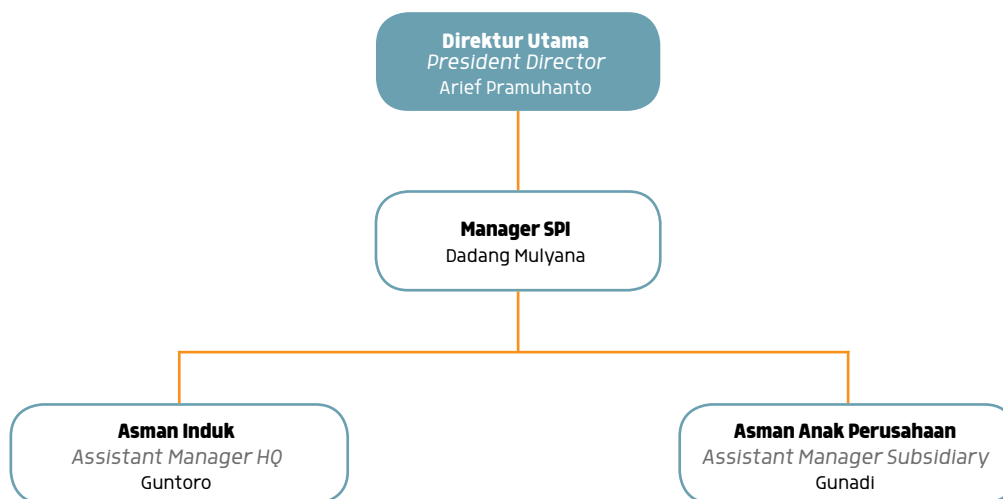 Direktur Utama
President Director
Arief Pramuhanto
Manager SPI
Dadang Mulyana
Asman Induk
Assistant Manager HQ
Guntoro
Asman Anak Perusahaan
Assistant Manager Subsidiary
Gunadi